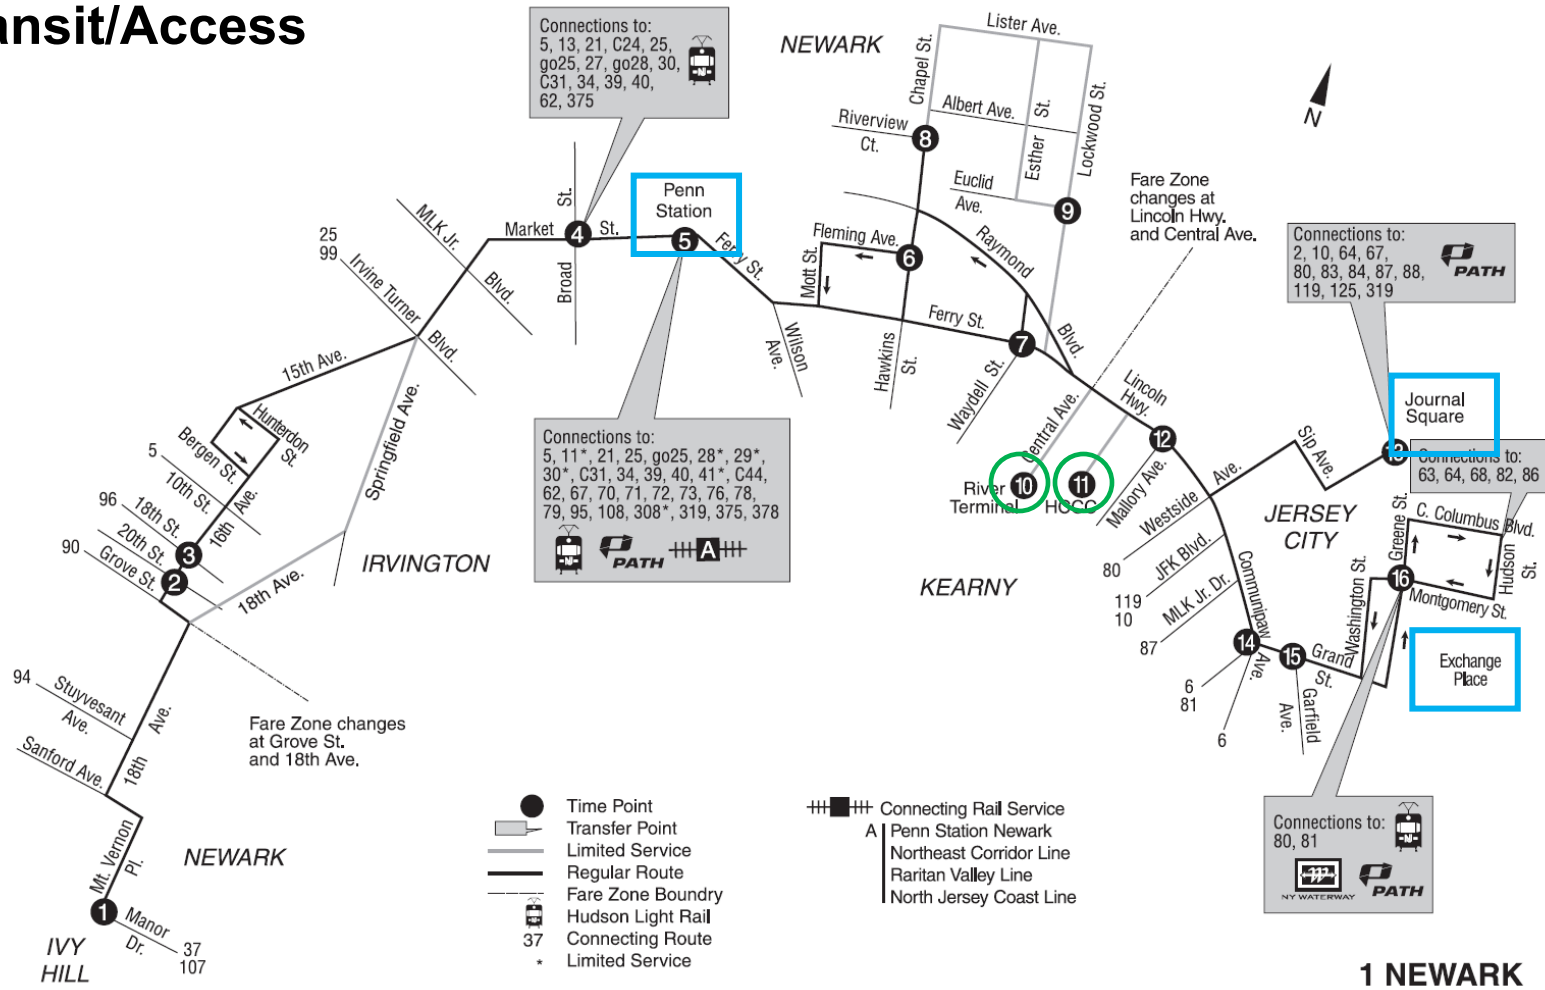 ansit/Access
Connections to:
5, 13, 21, C24, 25,
go25, 27, go28, 30,
C31, 34, 39, 40,
62, 375
NEWARK
Lister Ave.
Chapel St.
Albert Ave.
Esther St.
Lockwood St.
Riverview
Ct.
8
Euclid
Ave.
9
N
Fare Zone
changes at
Lincoln Hwy.
and Central Ave.
Penn
Station
Market St.
4
5
Broad St.
Ferry St.
MLK Jr. Blvd.
25
99
Irvine Turner Blvd.
Fleming Ave.
6
Mott St.
Raymond Blvd.
Ferry St.
7
Wilson Ave.
Hawkins St.
Waydell St.
Connections to:
2, 10, 64, 67,
80, 83, 84, 87, 88,
119, 125, 319
PATH
15th Ave.
Springfield Ave.
Hunterdon St.
Bergen St.
5
10th St.
16th Ave.
96
18th St.
3
20th St.
90
Grove St.
2
18th Ave.
IRVINGTON
Connections to:
5, 11*, 21, 25, go25, 28*, 29*,
30*, C31, 34, 39, 40, 41*, C44,
62, 67, 70, 71, 72, 73, 76, 78,
79, 95, 108, 308*, 319, 375, 378
PATH
A
Central Ave.
Lincoln Hwy.
10
River
Terminal
11
HCCC
12
Mallory Ave.
KEARNY
Journal
Square
13
Sip Ave.
Connections to:
63, 64, 68, 82, 86
JERSEY
CITY
Westside Ave.
80
JFK Blvd.
119
10
MLK Jr. Dr.
87
Communipaw Ave.
14
6
81
6
15
Grand St.
Garfield Ave.
Washington St.
Greene St.
C. Columbus Blvd.
Hudson St.
16
Montgomery St.
Exchange
Place
94
Stuyvesant
Ave.
Sanford Ave.
18th Ave.
Fare Zone changes
at Grove St.
and 18th Ave.
Mt. Vernon Pl.
NEWARK
1
Manor
Dr.
37
107
IVY
HILL
Time Point
Transfer Point
Limited Service
Regular Route
Fare Zone Boundry
Hudson Light Rail
37 Connecting Route
* Limited Service
Connecting Rail Service
A Penn Station Newark
Northeast Corridor Line
Raritan Valley Line
North Jersey Coast Line
Connections to:
80, 81
NY WATERWAY
PATH
1 NEWARK